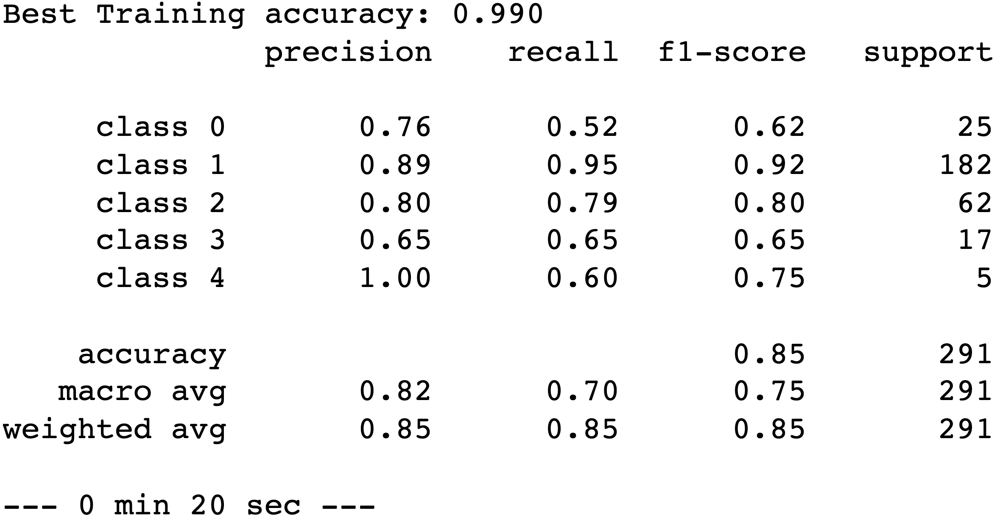 Best Training accuracy: 0.990
precision recall f1-score support
class 0 0.76 0.52 0.62 25
class 1 0.89 0.95 0.92 182
class 2 0.80 0.79 0.80 62
class 3 0.65 0.65 0.65 17
class 4 1.00 0.60 0.75 5
accuracy 0.85 291
macro avg 0.82 0.70 0.75 291
weighted avg 0.85 0.85 0.85 291
--- 0 min 20 sec ---